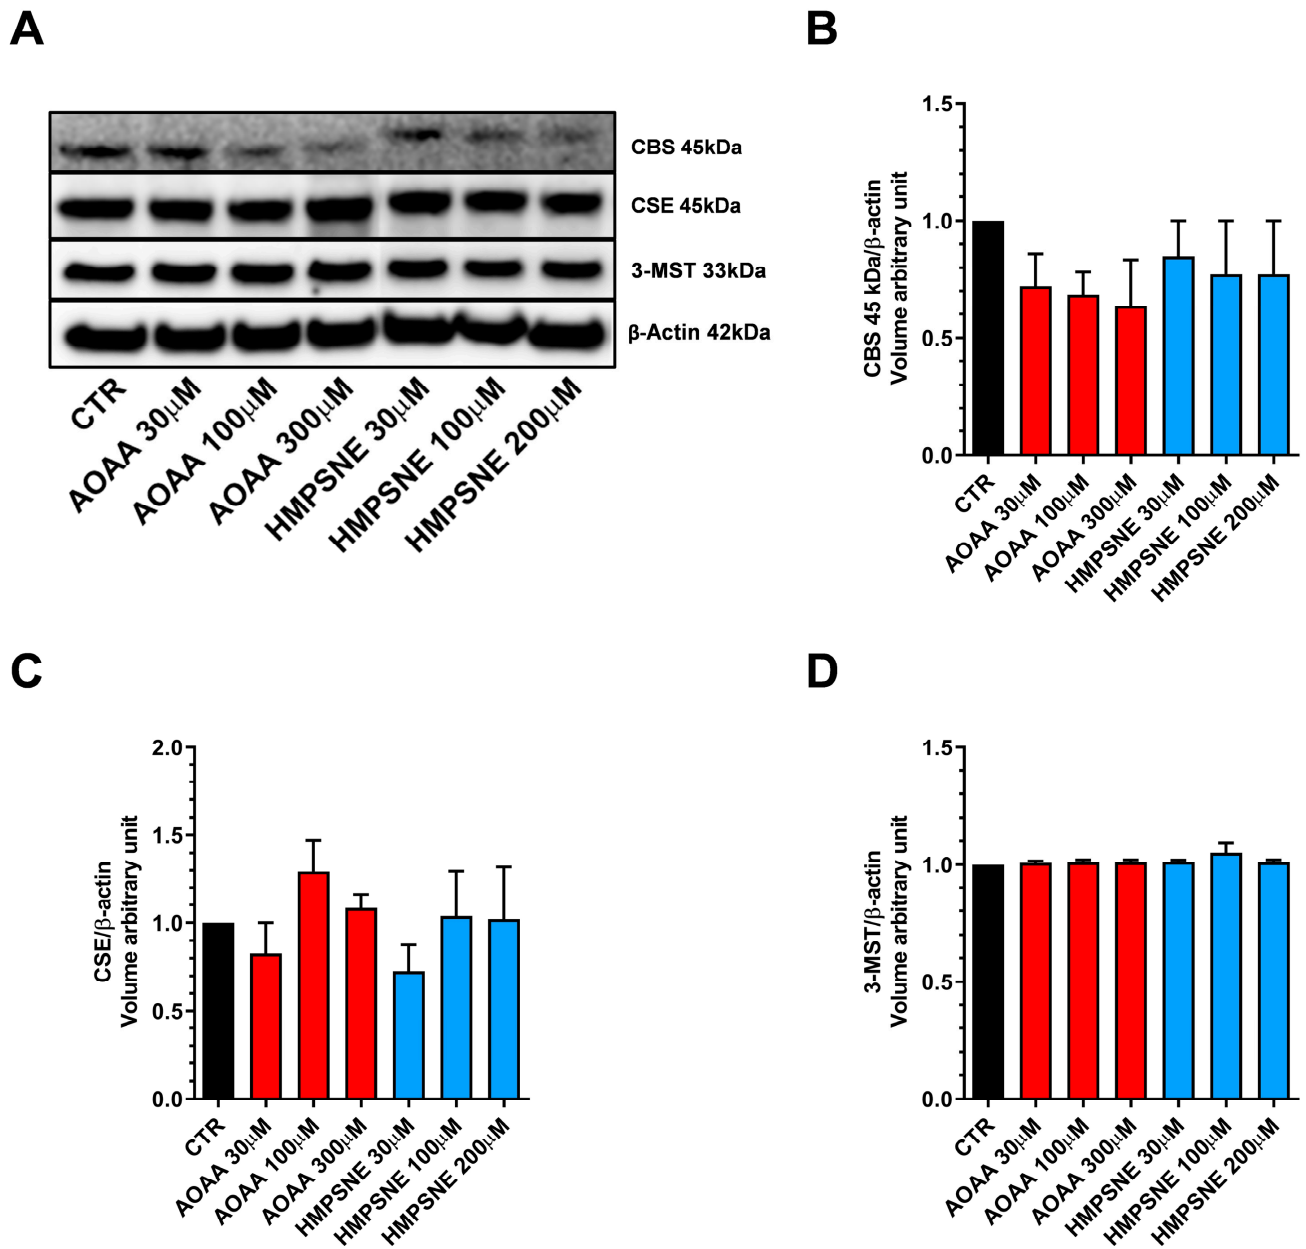 A
CBS 45kDa
CSE 45kDa
3-MST 33kDa
β-Actin 42kDa
CTR
AOAA 30μM
AOAA 100μM
AOAA 300μM
HMPSNE 30μM
HMPSNE 100μM
HMPSNE 200μM
B
CBS 45 kDa/β-actin
Volume arbitrary unit
1.5
1.0
0.5
0.0
CTR
AOAA 30μM
AOAA 100μM
AOAA 300μM
HMPSNE 30μM
HMPSNE 100μM
HMPSNE 200μM
C
CSE/β-actin
Volume arbitrary unit
2.0
1.5
1.0
0.5
0.0
CTR
AOAA 30μM
AOAA 100μM
AOAA 300μM
HMPSNE 30μM
HMPSNE 100μM
HMPSNE 200μM
D
3-MST/β-actin
Volume arbitrary unit
1.5
1.0
0.5
0.0
CTR
AOAA 30μM
AOAA 100μM
AOAA 300μM
HMPSNE 30μM
HMPSNE 100μM
HMPSNE 200μM